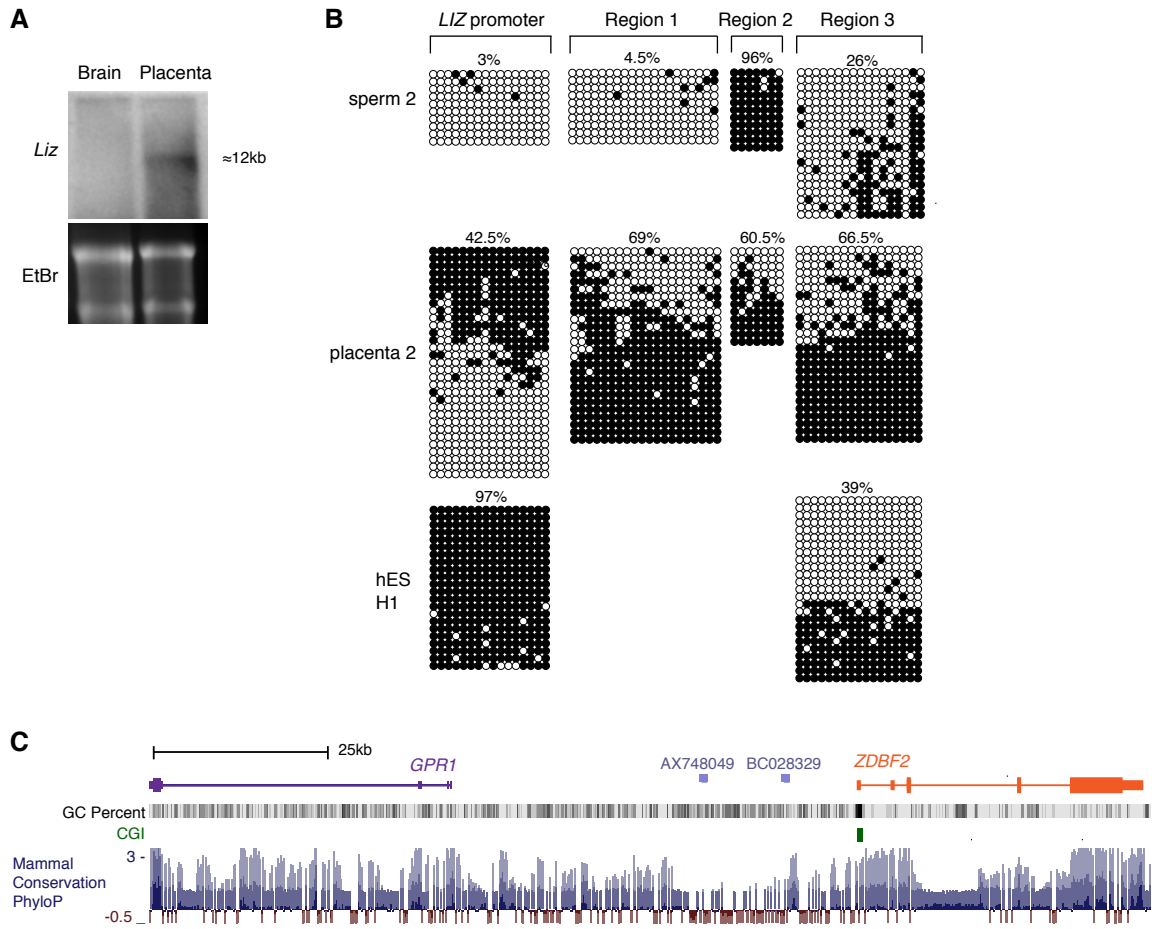 A
Brain Placenta
Liz
≈12kb
EtBr
B
LIZ promoter Region 1 Region 2 Region 3
sperm 2
3% 4.5% 96% 26%
placenta 2
42.5% 69% 60.5% 66.5%
hES
H1
97% 39%
C
25kb
GPR1 AX748049 BC028329 ZDBF2
GC Percent
CGI
Mammal
Conservation
PhyloP
3 -
-0.5 _